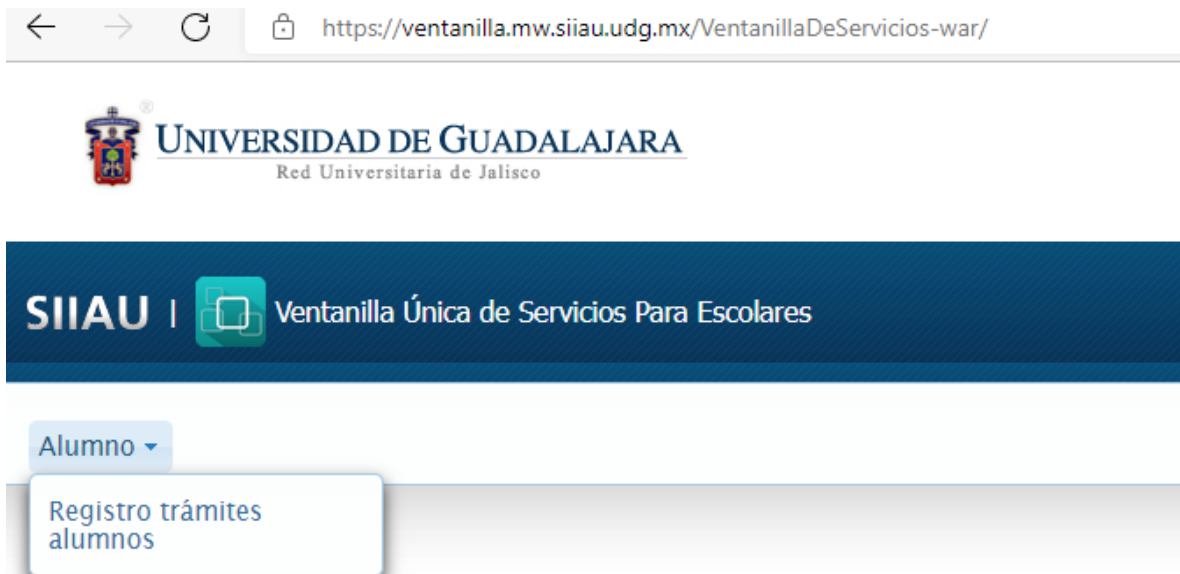 https://ventanilla.mw.siiau.udg.mx/VentanillaDeServicios-war/
®
UNIVERSIDAD DE GUADALAJARA
Red Universitaria de Jalisco
SIIAU | Ventanilla Única de Servicios Para Escolares
Alumno
Registro trámites
alumnos